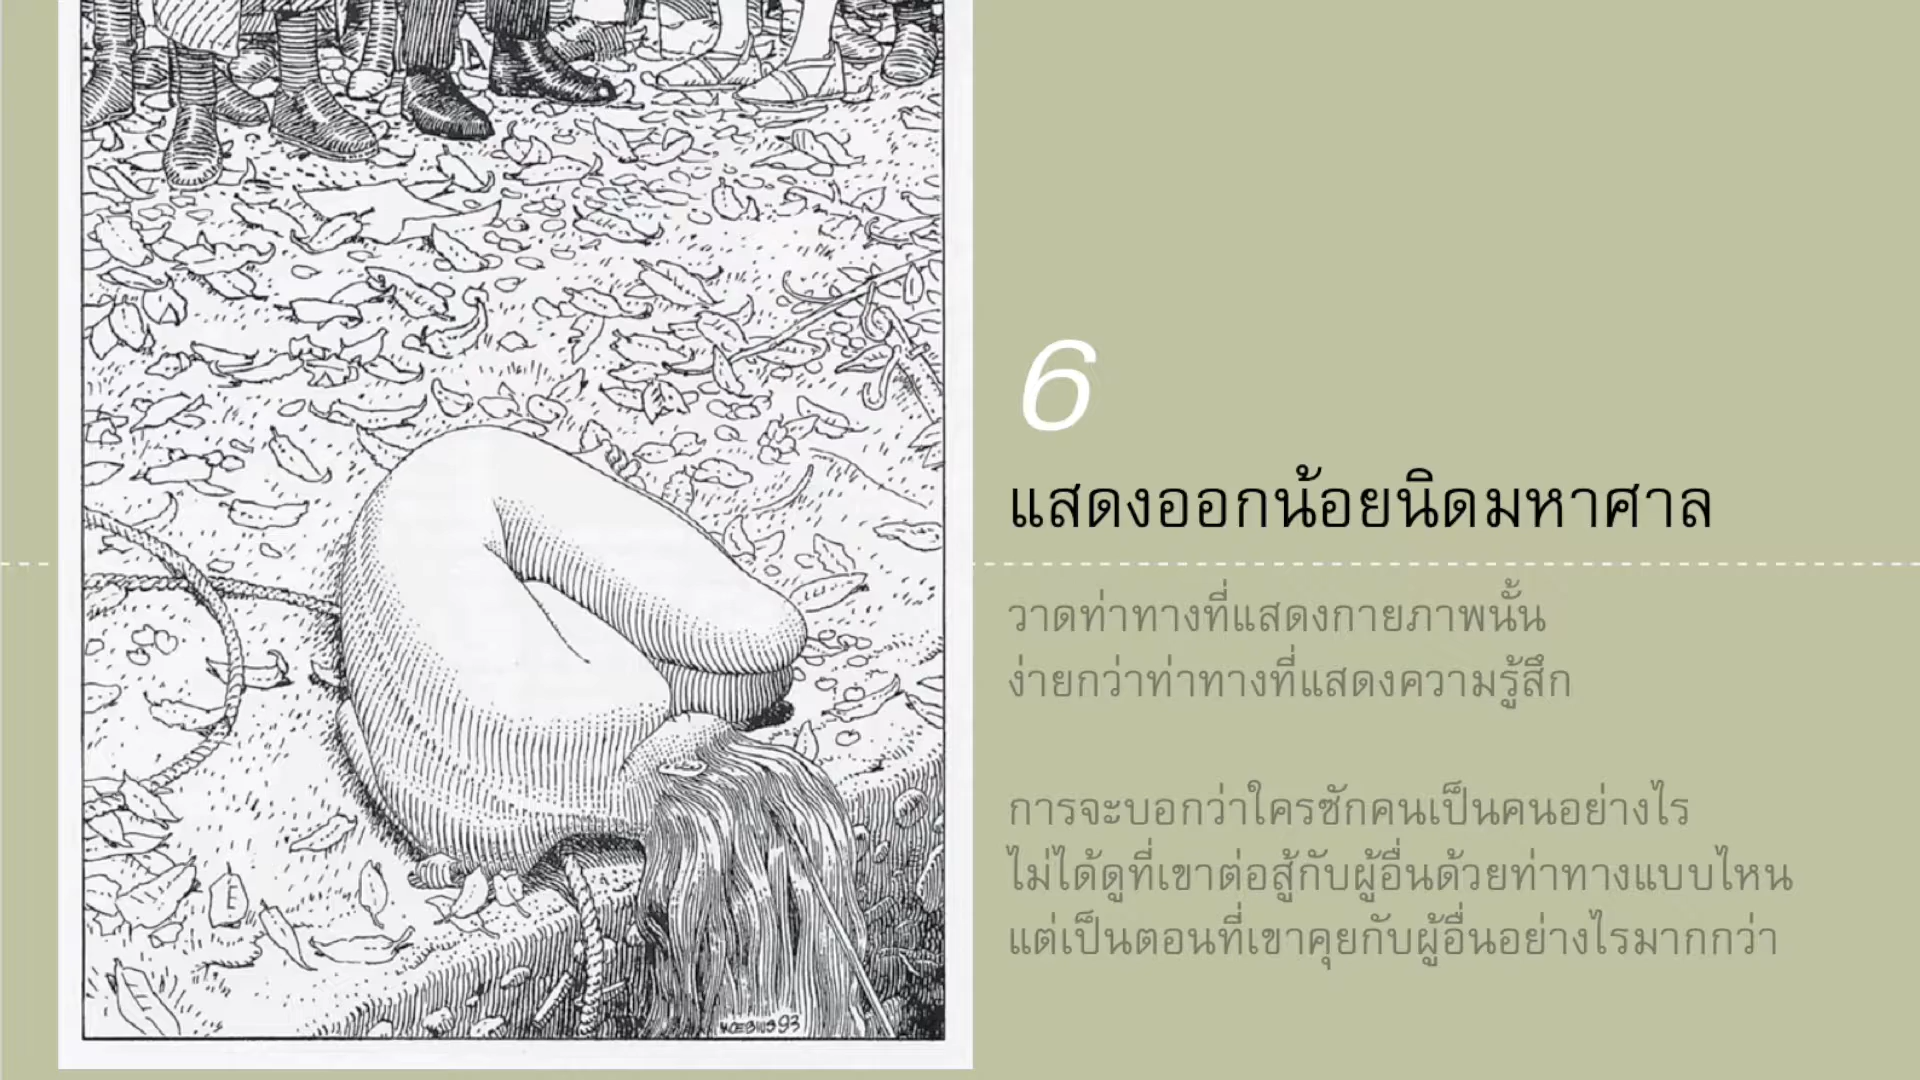 6
แสดงออกน้อยนิดมหาศาล
วาดท่าทางที่แสดงกายภาพนั้น
ง่ายกว่าท่าทางที่แสดงความรู้สึก
การจะบอกว่าใครซักคนเป็นคนอย่างไร
ไม่ได้ดูที่เขาต่อสู้กับผู้อื่นด้วยท่าทางแบบไหน
แต่เป็นตอนที่เขาคุยกับผู้อื่นอย่างไรมากกว่า
MŒBIUS 93